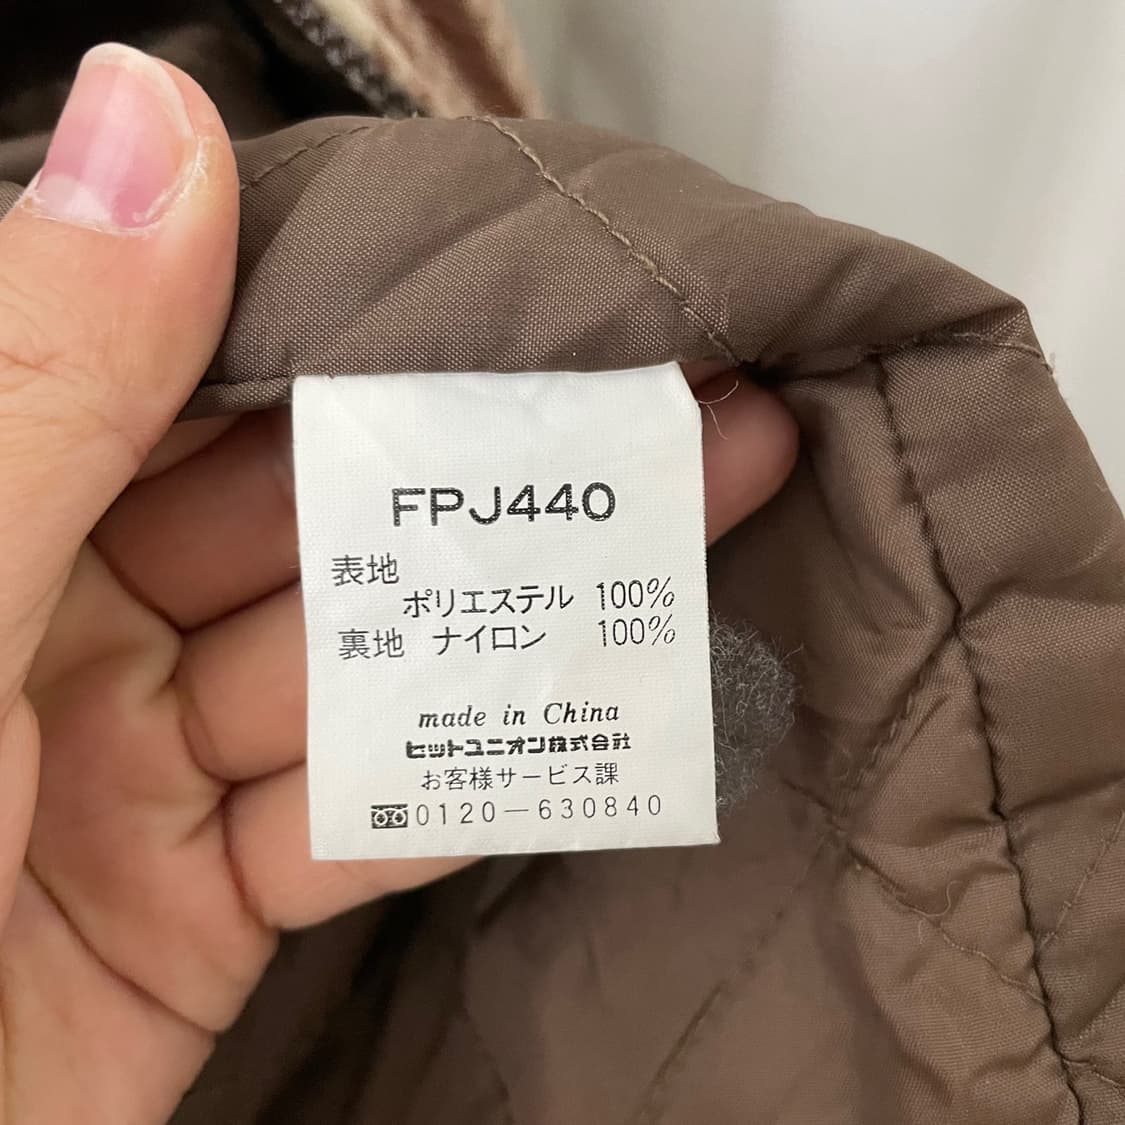 FPJ440
表地
ポリエステル 100%
裏地 ナイロン 100%
made in China
ヒットユニオン株式会社
お客様サービス課
0120-630840